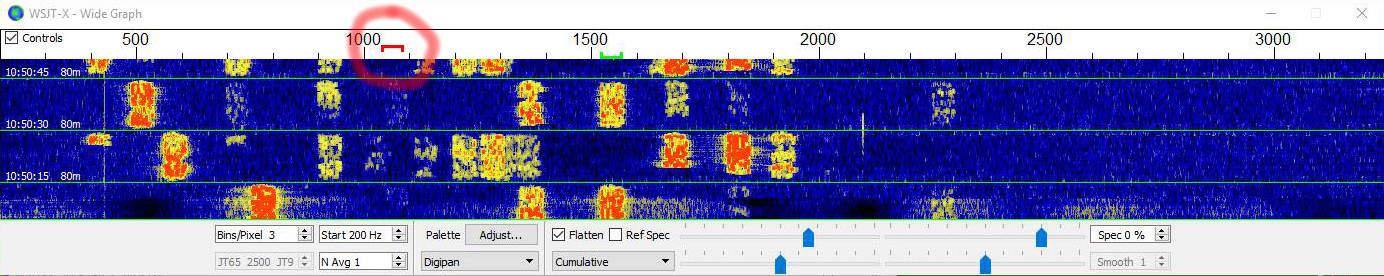 WSJT-X - Wide Graph
Controls 500 1000 1500 2000 2500 3000
10:50:45 80m
10:50:30 80m
10:50:15 80m
Bins/Pixel 3 Start 200 Hz Palette Adjust... Flatten Ref Spec Spec 0 %
JT65 2500 JT9 N Avg 1 Digipan Cumulative Smooth 1